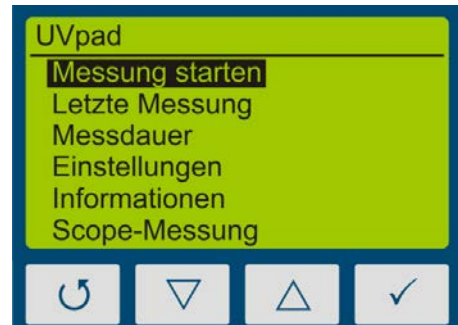 UVpad
Messung starten
Letzte Messung
Messdauer
Einstellungen
Informationen
Scope-Messung